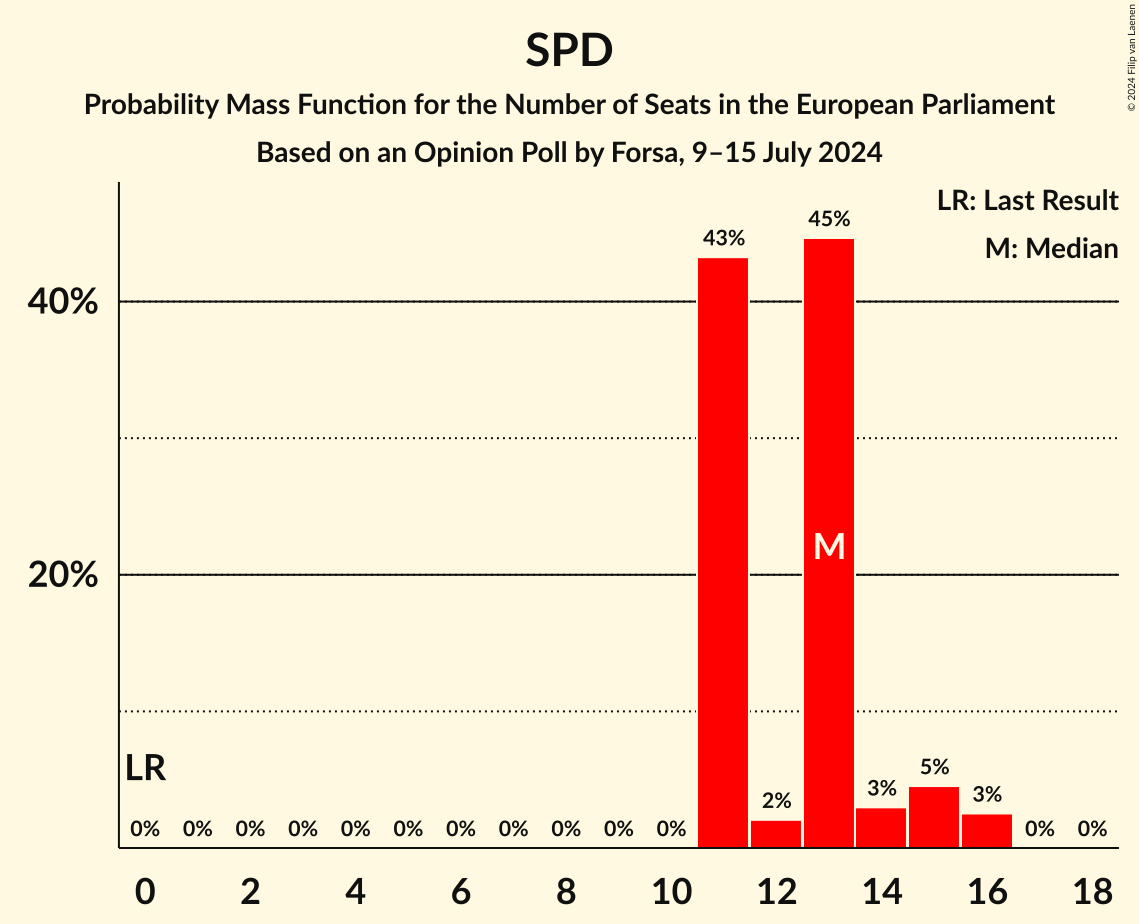 SPD
Probability Mass Function for the Number of Seats in the European Parliament
Based on an Opinion Poll by Forsa, 9–15 July 2024
© 2024 Filip van Laenen
LR: Last Result
M: Median
45%
43%
40%
M
20%
LR
5%
3%
3%
2%
0% 0% 0% 0% 0% 0% 0% 0% 0% 0% 0% 0% 0%
0 2 4 6 8 10 12 14 16 18